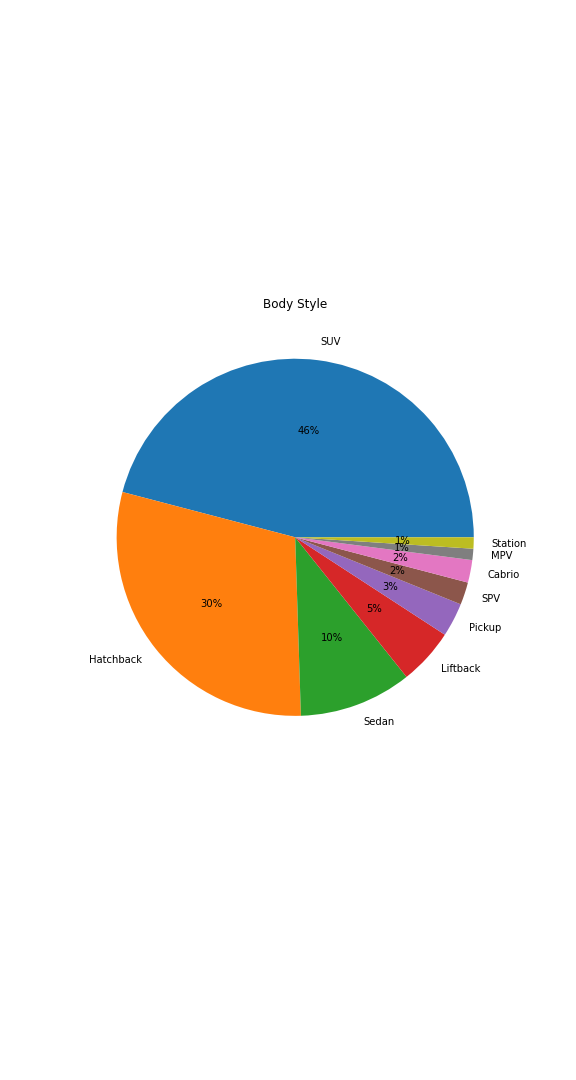 Body Style
SUV
46%
Station
1%
MPV
1%
Cabrio
2%
SPV
2%
Pickup
3%
Liftback
5%
Sedan
10%
Hatchback
30%